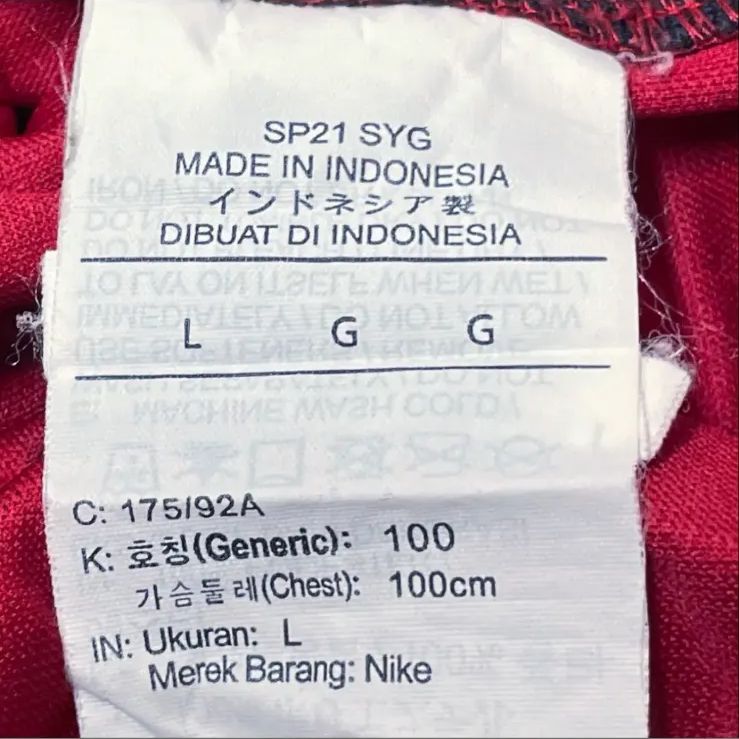 SP21 SYG
MADE IN INDONESIA
インドネシア製
DIBUAT DI INDONESIA
L G G
C: 175/92A
K: 호칭(Generic): 100
가슴둘레(Chest): 100cm
IN: Ukuran: L
Merek Barang: Nike